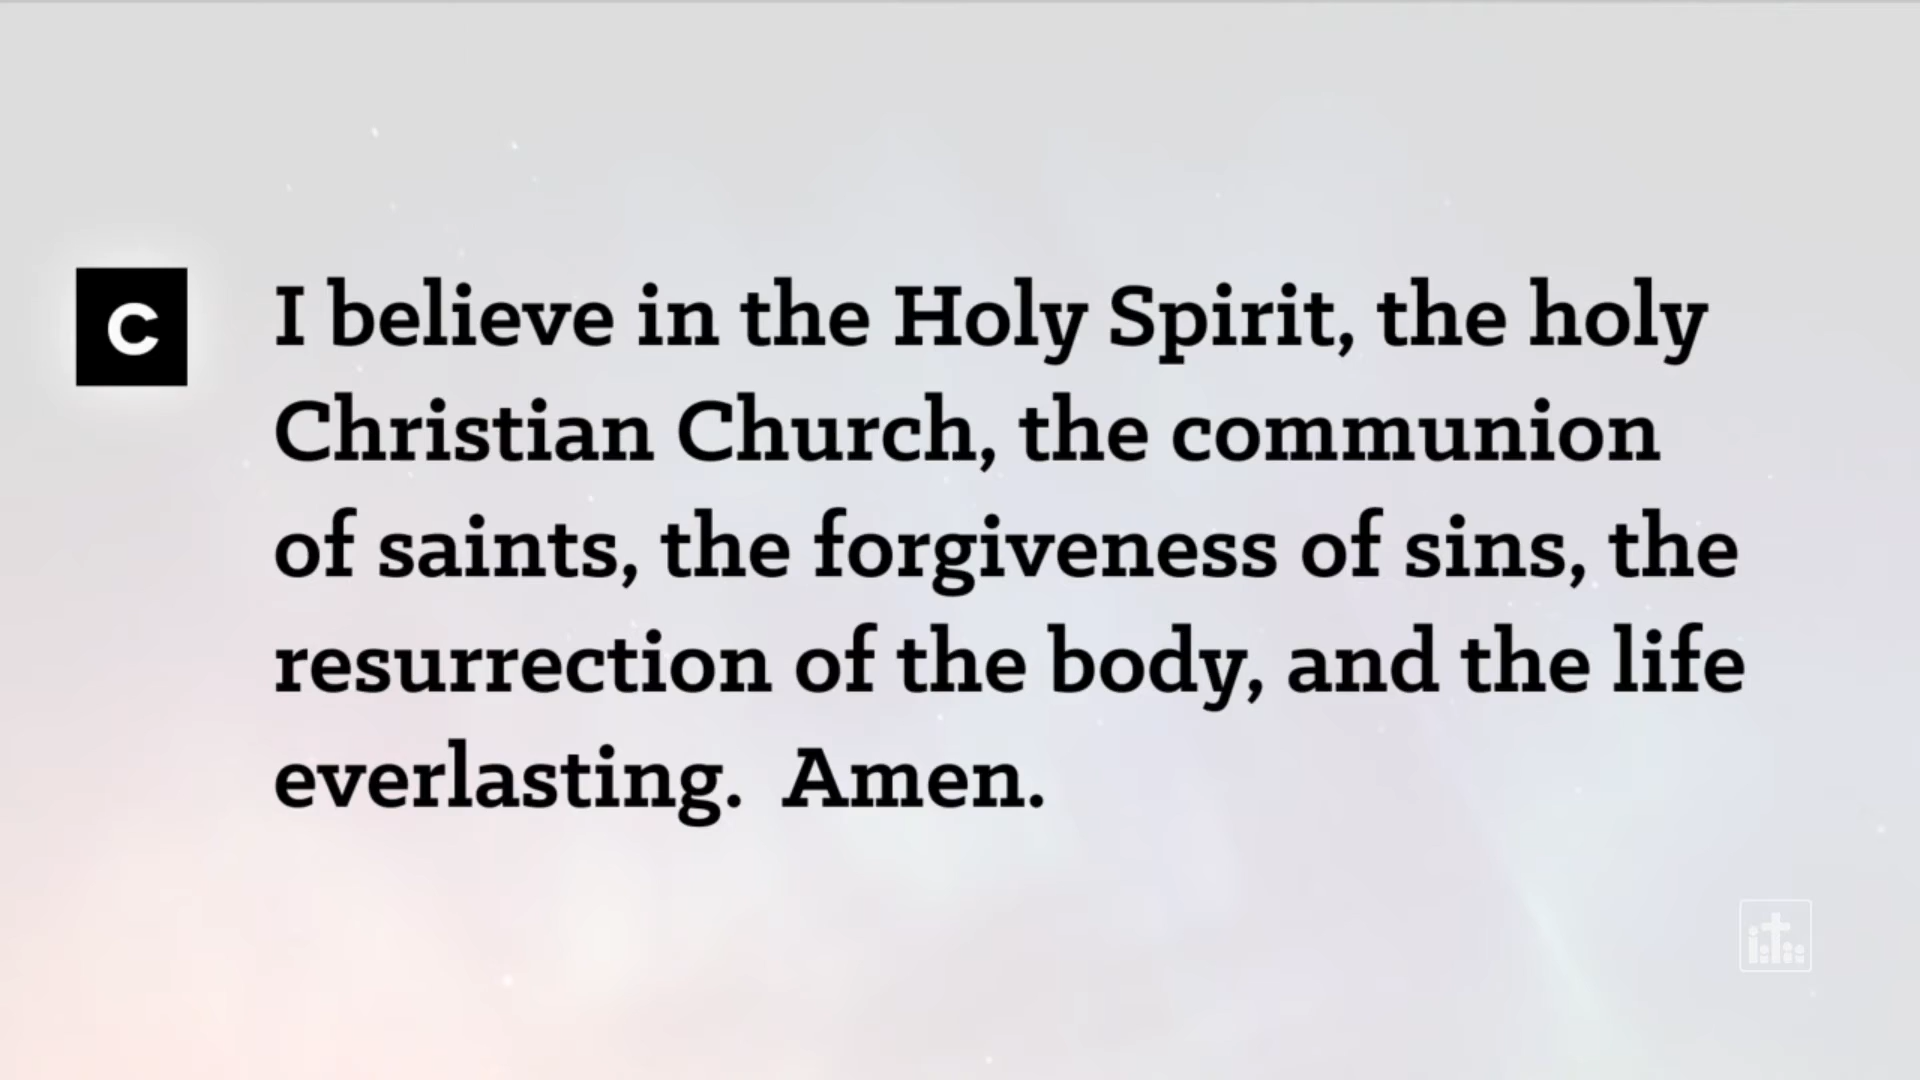 C
I believe in the Holy Spirit, the holy
Christian Church, the communion
of saints, the forgiveness of sins, the
resurrection of the body, and the life
everlasting.  Amen.